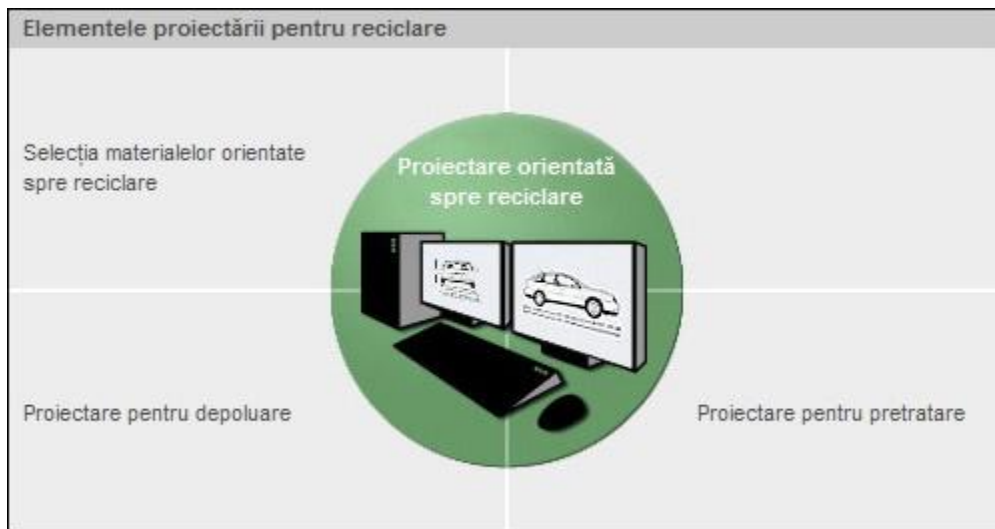 Elementele proiectării pentru reciclare
Selecția materialelor orientate
spre reciclare
Proiectare orientată
spre reciclare
Proiectare pentru depoluare
Proiectare pentru pretratare